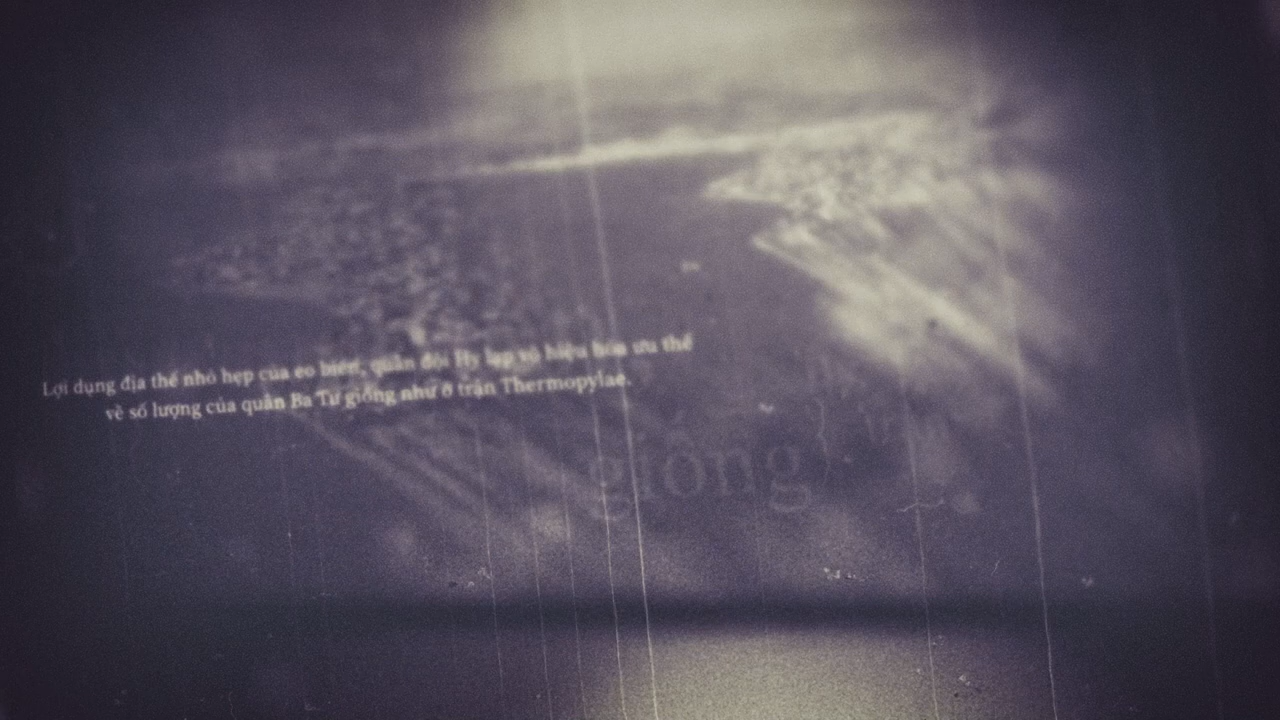 Lợi dụng địa thế nhỏ hẹp của eo biển, quân đội Hy lạp vô hiệu hóa ưu thế
về số lượng của quân Ba Tư giống như ở trận Thermopylae.
giống